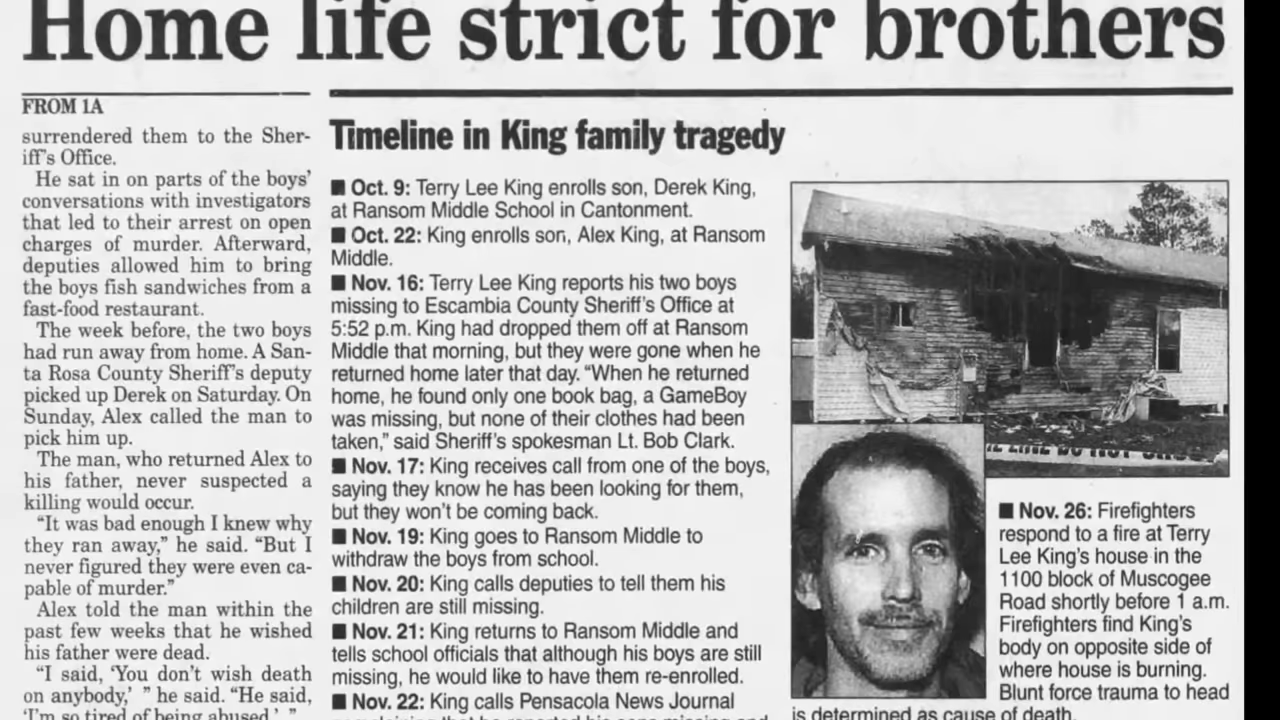 Home life strict for brothers
FROM 1A
surrendered them to the Sher-
iff's Office.
He sat in on parts of the boys'
conversations with investigators
that led to their arrest on open
charges of murder. Afterward,
deputies allowed him to bring
the boys fish sandwiches from a
fast-food restaurant.
The week before, the two boys
had run away from home. A San-
ta Rosa County Sheriff's deputy
picked up Derek on Saturday. On
Sunday, Alex called the man to
pick him up.
The man, who returned Alex to
his father, never suspected a
killing would occur.
“It was bad enough I knew why
they ran away,” he said. “But I
never figured they were even ca-
pable of murder.”
Alex told the man within the
past few weeks that he wished
his father were dead.
“I said, ‘You don't wish death
on anybody,’ ” he said. “He said,
‘I'm so tired of being abused.’ ”
Timeline in King family tragedy
■ Oct. 9: Terry Lee King enrolls son, Derek King,
at Ransom Middle School in Cantonment.
■ Oct. 22: King enrolls son, Alex King, at Ransom
Middle.
■ Nov. 16: Terry Lee King reports his two boys
missing to Escambia County Sheriff's Office at
5:52 p.m. King had dropped them off at Ransom
Middle that morning, but they were gone when he
returned home later that day. “When he returned
home, he found only one book bag, a GameBoy
was missing, but none of their clothes had been
taken,” said Sheriff's spokesman Lt. Bob Clark.
■ Nov. 17: King receives call from one of the boys,
saying they know he has been looking for them,
but they won't be coming back.
■ Nov. 19: King goes to Ransom Middle to
withdraw the boys from school.
■ Nov. 20: King calls deputies to tell them his
children are still missing.
■ Nov. 21: King returns to Ransom Middle and
tells school officials that although his boys are still
missing, he would like to have them re-enrolled.
■ Nov. 22: King calls Pensacola News Journal
■ Nov. 26: Firefighters
respond to a fire at Terry
Lee King's house in the
1100 block of Muscogee
Road shortly before 1 a.m.
Firefighters find King's
body on opposite side of
where house is burning.
Blunt force trauma to head
is determined as cause of death.